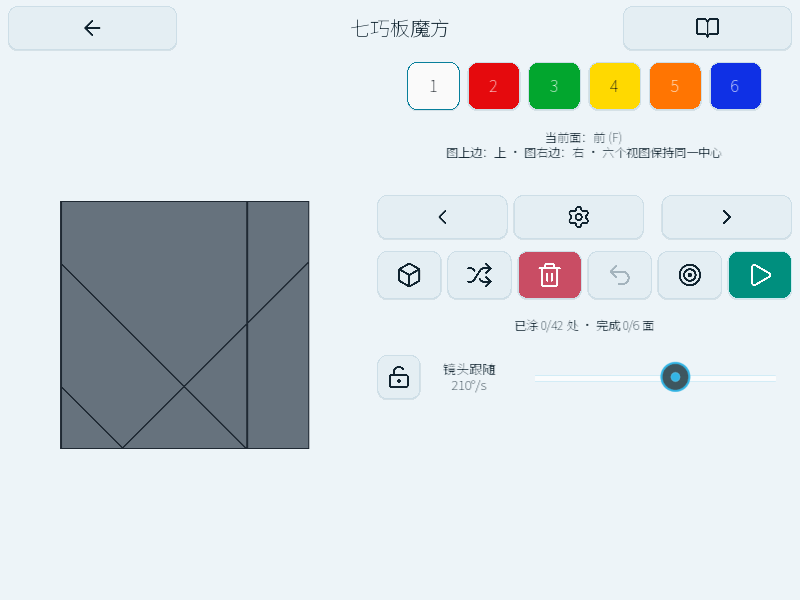 七巧板魔方
1 2 3 4 5 6
当前面：前 (F)
图上边：上 · 图右边：右 · 六个视图保持同一中心
已涂 0/42 处 · 完成 0/6 面
镜头跟随
210°/s